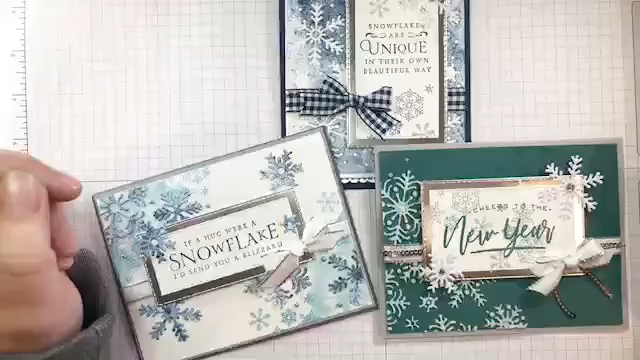 SNOWFLAKES
ARE
UNIQUE
IN THEIR OWN
BEAUTIFUL WAY
IF A HUG WERE A
SNOWFLAKE
I'D SEND YOU A BLIZZARD
CHEERS TO THE
New Year